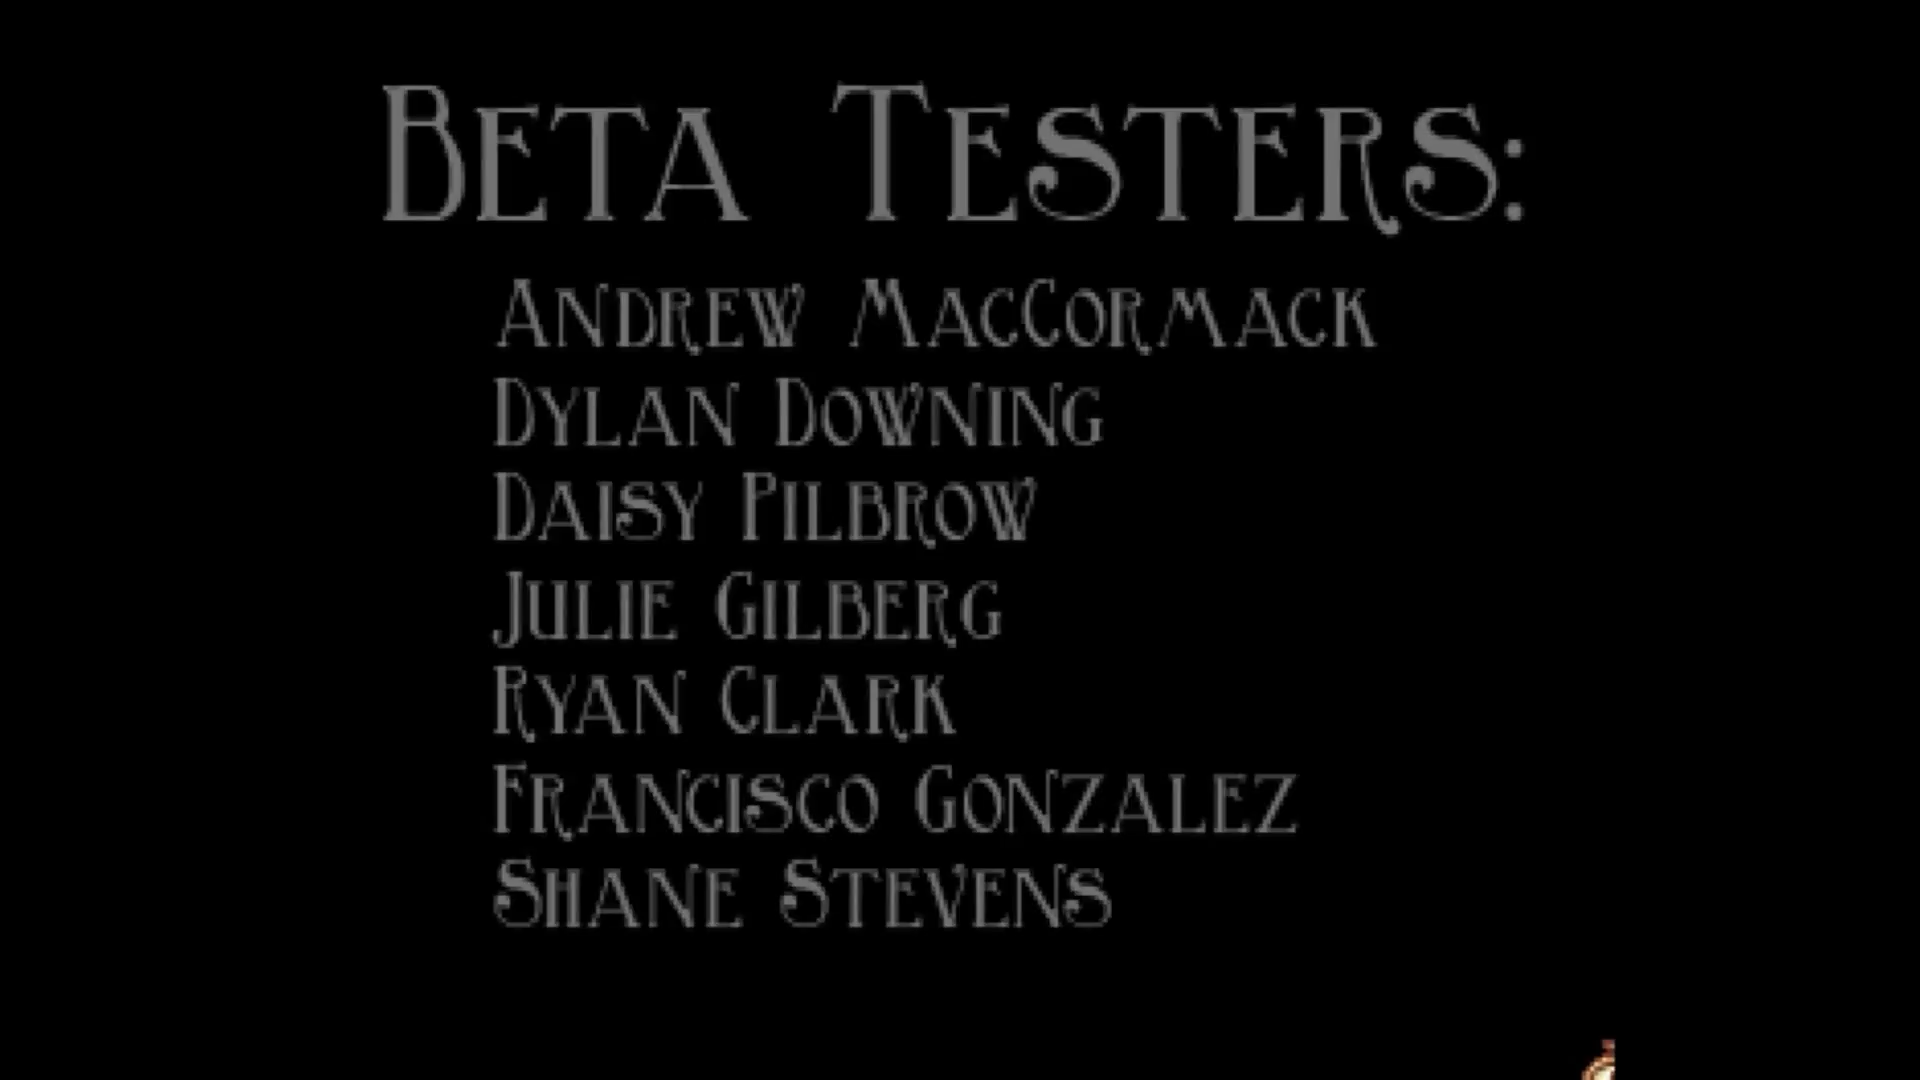 Beta Testers:
Andrew MacCormack
Dylan Downing
Daisy Pilbrow
Julie Gilberg
Ryan Clark
Francisco Gonzalez
Shane Stevens